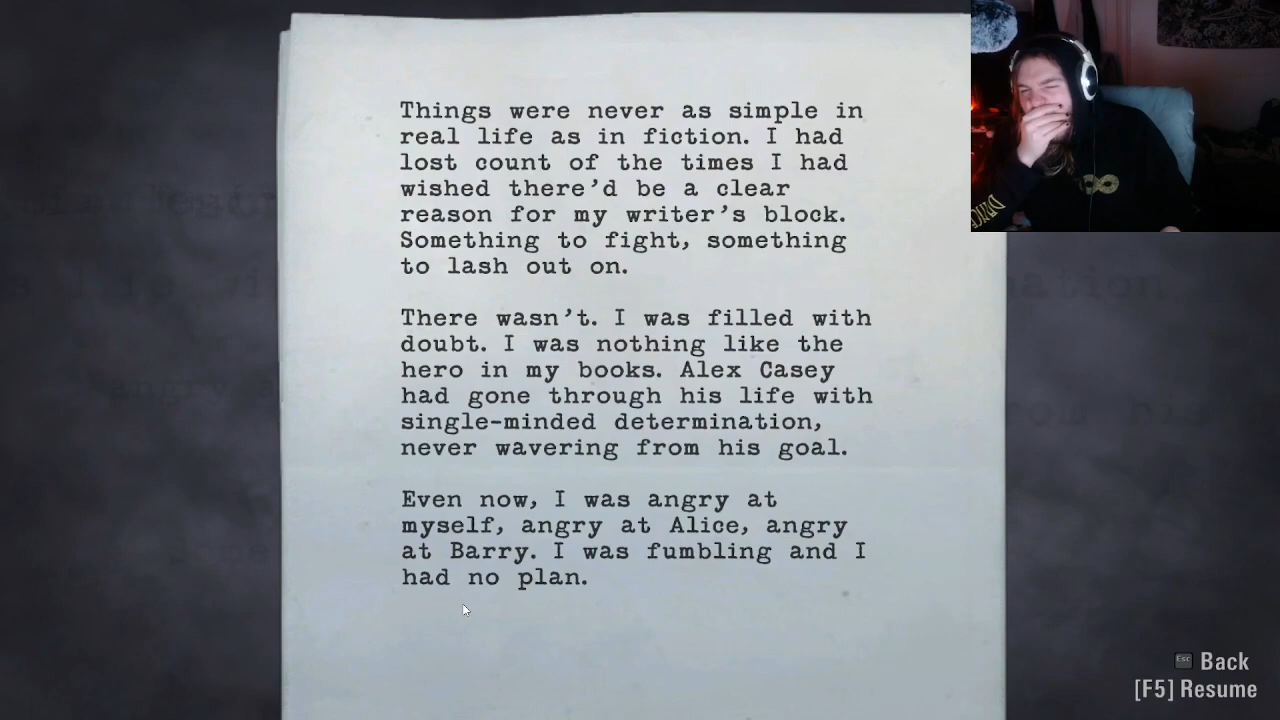 Things were never as simple in
real life as in fiction. I had
lost count of the times I had
wished there'd be a clear
reason for my writer's block.
Something to fight, something
to lash out on.
There wasn't. I was filled with
doubt. I was nothing like the
hero in my books. Alex Casey
had gone through his life with
single-minded determination,
never wavering from his goal.
Even now, I was angry at
myself, angry at Alice, angry
at Barry. I was fumbling and I
had no plan.
Esc Back
[F5] Resume